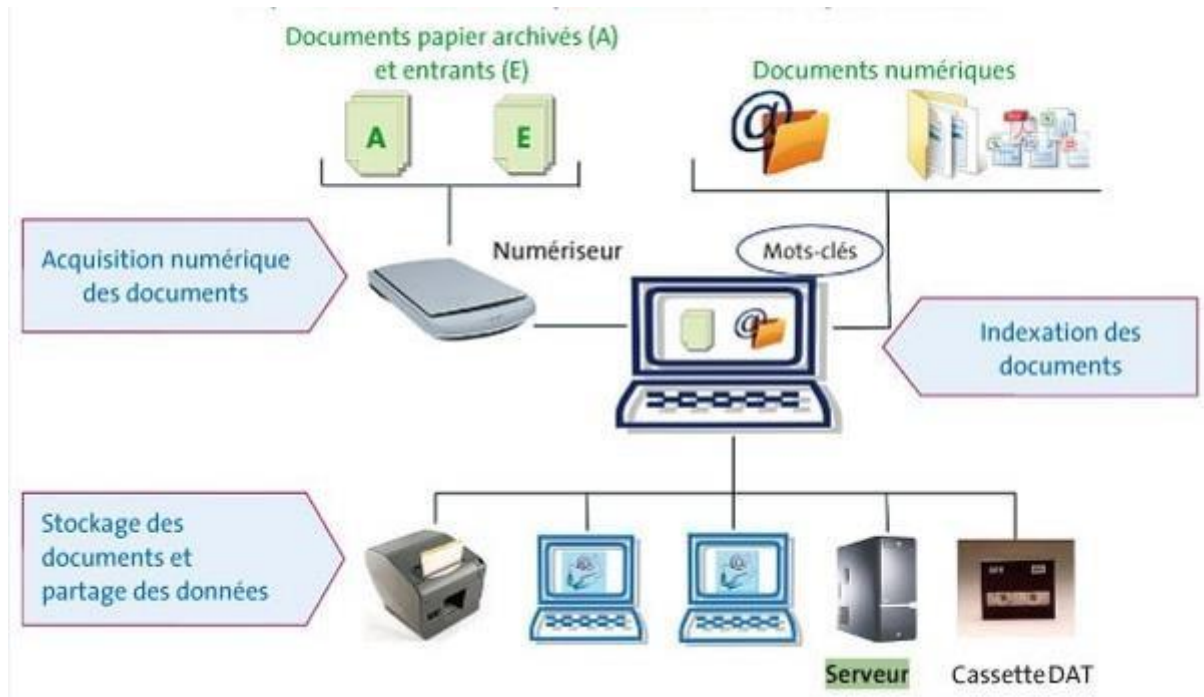 Documents papier archivés (A)
et entrants (E)
Documents numériques
A
E
Numériseur
Mots-clés
Acquisition numérique
des documents
Indexation des
documents
Stockage des
documents et
partage des données
Serveur
Cassette DAT